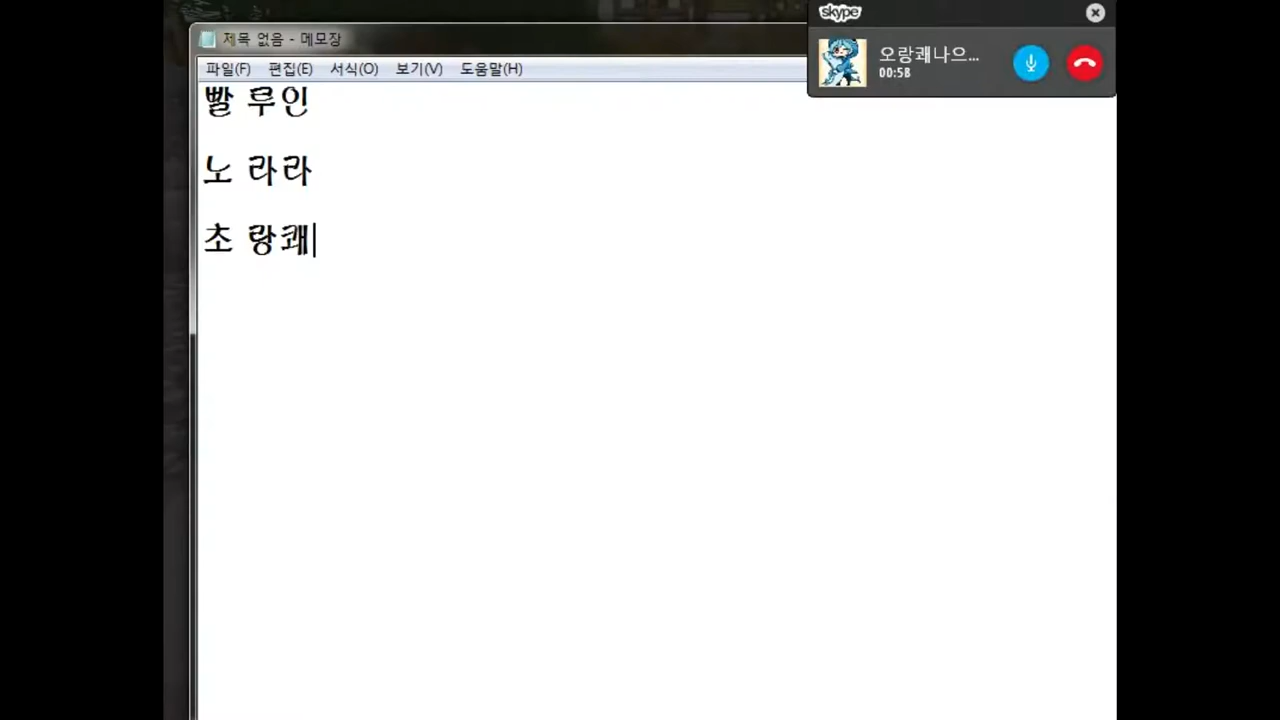 skype
제목 없음 - 메모장
오랑쾌나으...
00:58
파일(F) 편집(E) 서식(O) 보기(V) 도움말(H)
빨 루인
노 라라
초 랑쾌